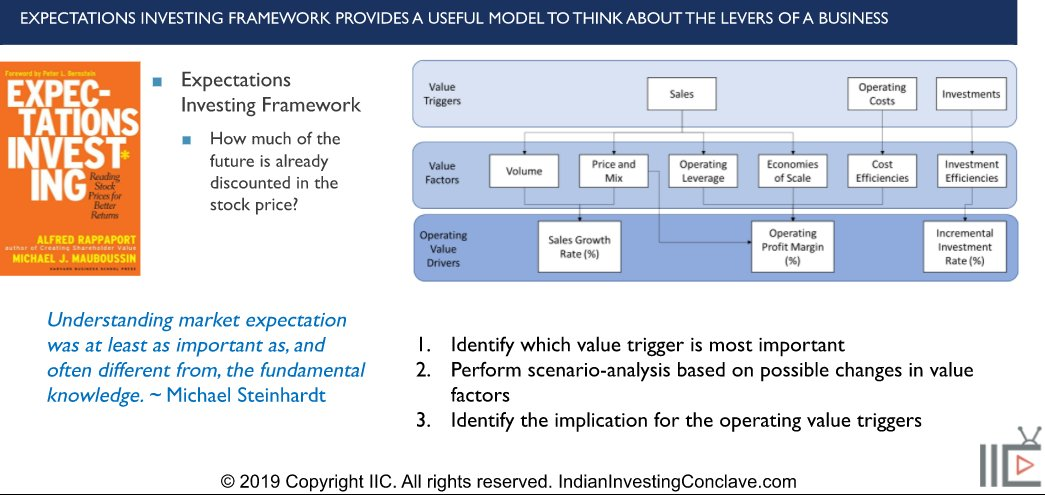 EXPECTATIONS INVESTING FRAMEWORK PROVIDES A USEFUL MODEL TO THINK ABOUT THE LEVERS OF A BUSINESS
Foreword by Peter L. Bernstein
EXPEC-
TATIONS
INVEST*
ING
Reading
Stock
Prices for
Better
Returns
ALFRED RAPPAPORT
author of Creating Shareholder Value
MICHAEL J. MAUBOUSSIN
HARVARD BUSINESS SCHOOL PRESS
Expectations
Investing Framework
How much of the
future is already
discounted in the
stock price?
Value
Triggers
Sales
Operating
Costs
Investments
Value
Factors
Volume
Price and
Mix
Operating
Leverage
Economies
of Scale
Cost
Efficiencies
Investment
Efficiencies
Operating
Value
Drivers
Sales Growth
Rate (%)
Operating
Profit Margin
(%)
Incremental
Investment
Rate (%)
Understanding market expectation
was at least as important as, and
often different from, the fundamental
knowledge. ~ Michael Steinhardt
1. Identify which value trigger is most important
2. Perform scenario-analysis based on possible changes in value
factors
3. Identify the implication for the operating value triggers
IIC
© 2019 Copyright IIC. All rights reserved. IndianInvestingConclave.com